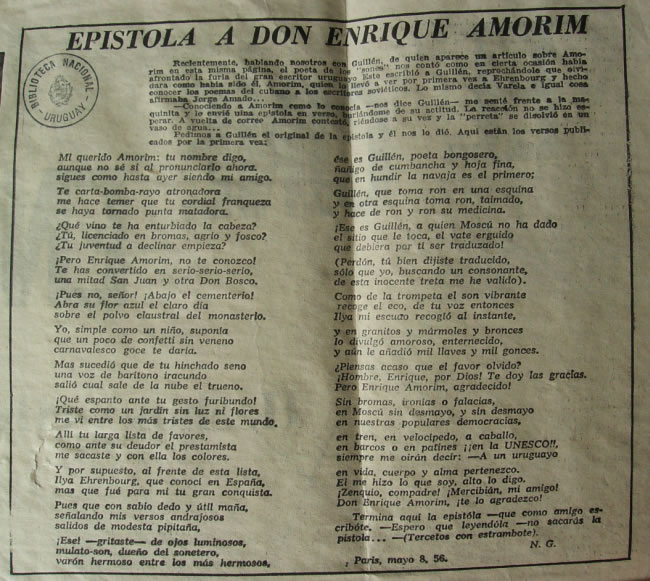 EPISTOLA A DON ENRIQUE AMORIM
BIBLIOTECA NACIONAL
URUGUAY
Recientemente, hablando nosotros con Guillén, de quien aparece un artículo sobre Amo-
rim en esta misma página, el poeta de los "sones" nos contó como en cierta ocasión había
afrontado la furia del gran escritor uruguayo. Este escribió a Guillén, reprochándole que olvi-
dara como había sido él, Amorim, quien lo llevó a ver por primera vez a Ehrenbourg y hecho
conocer los poemas del cubano a los escritores soviéticos. Lo mismo decía Varela e igual cosa
afirmaba Jorge Amado...
—Conociendo a Amorim como lo conocía —nos dice Guillén— me senté frente a la ma-
quinita y le envié una epístola en verso, burlándome de su actitud. La reacción no se hizo es-
perar. A vuelta de correo Amorim contestó, riéndose a su vez y la "perreta" se disolvió en un
vaso de agua...
Pedimos a Guillén el original de la epístola y él nos lo dió. Aquí están los versos publi-
cados por la primera vez:
Mi querido Amorim: tu nombre digo,
aunque no sé si al pronunciarlo ahora.
sigues como hasta ayer siendo mi amigo.
Te carta-bomba-rayo atronadora
me hace temer que tu cordial franqueza
se haya tornado punta matadora.
¿Qué vino te ha enturbiado la cabeza?
¿Tú, licenciado en bromas, agrio y fosco?
¿Tu juventud a declinar empieza?
¡Pero Enrique Amorim, no te conozco!
Te has convertido en serio-serio-serio,
una mitad San Juan y otra Don Bosco.
¡Pues no, señor! ¡Abajo el cementerio!
Abra su flor azul el claro día
sobre el polvo claustral del monasterio.
Yo, simple como un niño, suponía
que un poco de confetti sin veneno
carnavalesco goce te daría.
Mas sucedió que de tu hinchado seno
una voz de barítono iracundo
salió cual sale de la nube el trueno.
¡Qué espanto ante tu gesto furibundo!
Triste como un jardín sin luz ni flores
me vi entre los más tristes de este mundo.
Allí tu larga lista de favores,
como ante su deudor el prestamista
me sacaste y con ella los colores.
Y por supuesto, al frente de esta lista,
Ilya Ehrenbourg, que conocí en España,
mas que fué para mí tu gran conquista.
Pues que con sabio dedo y útil maña,
señalando mis versos andrajosos
salidos de modesta pipitaña,
¡Ese! —gritaste— de ojos luminosos,
mulato-son, dueño del sonetero,
varón hermoso entre los más hermosos,
ése es Guillén, poeta bongosero,
ñáñigo de cumbancha y hoja fina,
que en hundir la navaja es el primero;
Guillén, que toma ron en una esquina
y en otra esquina toma ron, taimado,
y hace de ron y ron su medicina.
¡Ese es Guillén, a quien Moscú no ha dado
el sitio que le toca, el vate erguido
que debiera por ti ser traducido!
(Perdón, tú bien dijiste traducido,
sólo que yo, buscando un consonante,
de esta inocente treta me he valido).
Como de la trompeta el son vibrante
recoge el eco, de tu voz entonces
Ilya mi escudo recogió al instante,
y en granitos y mármoles y bronces
lo divulgó amoroso, enternecido,
y aún le añadió mil llaves y mil gonces.
¿Piensas acaso que el favor olvido?
¡Hombre, Enrique, por Dios! Te doy las gracias.
Pero Enrique Amorim, agradecido!
Sin bromas, ironías o falacias,
en Moscú sin desmayo, y sin desmayo
en nuestras populares democracias,
en tren, en velocípedo, a caballo,
en barcos o en patines ¡¡en la UNESCO!!,
siempre me oirán decir: —A un uruguayo
en vida, cuerpo y alma pertenezco.
El me hizo lo que soy, alto lo digo.
¡Zenquio, compadre! ¡Mercibián, mi amigo!
Don Enrique Amorim, ¡te lo agradezco!
Termina aquí la epistóla —que como amigo es-
cribóte. —Espero que leyendóla —no sacarás la
pistola... —(Tercetos con estrambote).
N. G.
París, mayo 8, 56.